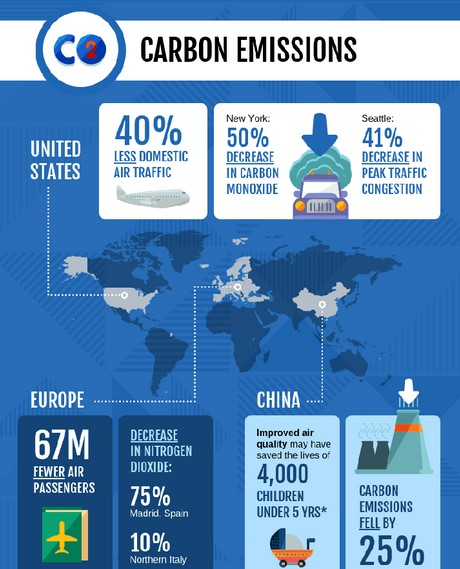 CO2
CARBON EMISSIONS
UNITED
STATES
40%
LESS DOMESTIC
AIR TRAFFIC
New York:
50%
DECREASE
IN CARBON
MONOXIDE
Seattle:
41%
DECREASE IN
PEAK TRAFFIC
CONGESTION
EUROPE
67M
FEWER AIR
PASSENGERS
DECREASE
IN NITROGEN
DIOXIDE:
75%
Madrid, Spain
10%
Northern Italy
CHINA
Improved air
quality may have
saved the lives of
4,000
CHILDREN
UNDER 5 YRS*
CARBON
EMISSIONS
FELL BY
25%